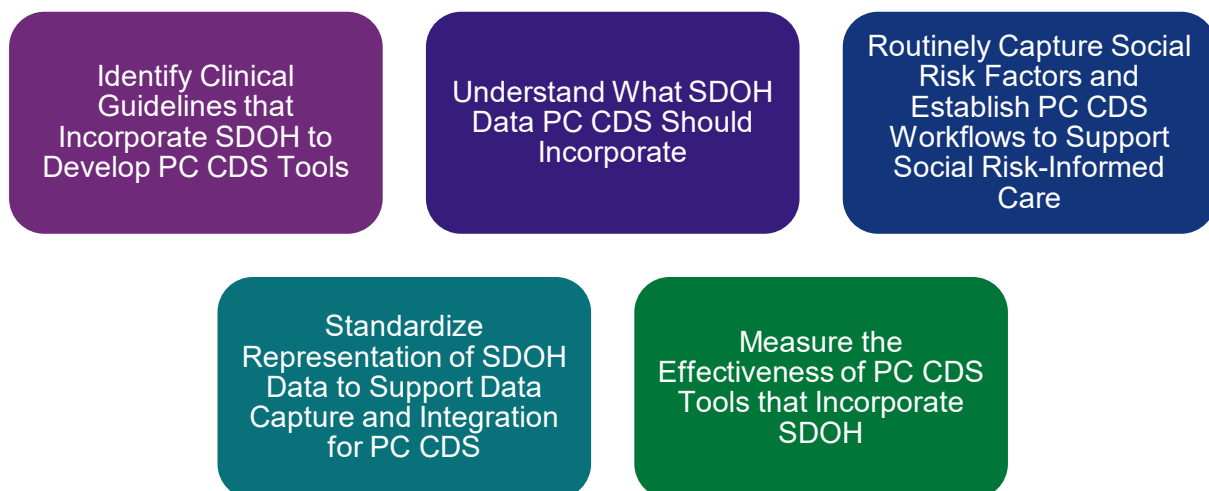 Identify Clinical
Guidelines that
Incorporate SDOH to
Develop PC CDS Tools
Understand What SDOH
Data PC CDS Should
Incorporate
Routinely Capture Social
Risk Factors and
Establish PC CDS
Workflows to Support
Social Risk-Informed
Care
Standardize
Representation of SDOH
Data to Support Data
Capture and Integration
for PC CDS
Measure the
Effectiveness of PC CDS
Tools that Incorporate
SDOH